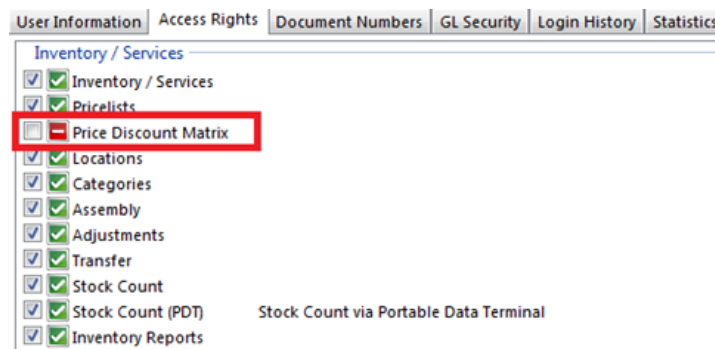 User Information Access Rights Document Numbers GL Security Login History Statistics
Inventory / Services
Inventory / Services
Pricelists
Price Discount Matrix
Locations
Categories
Assembly
Adjustments
Transfer
Stock Count
Stock Count (PDT) Stock Count via Portable Data Terminal
Inventory Reports